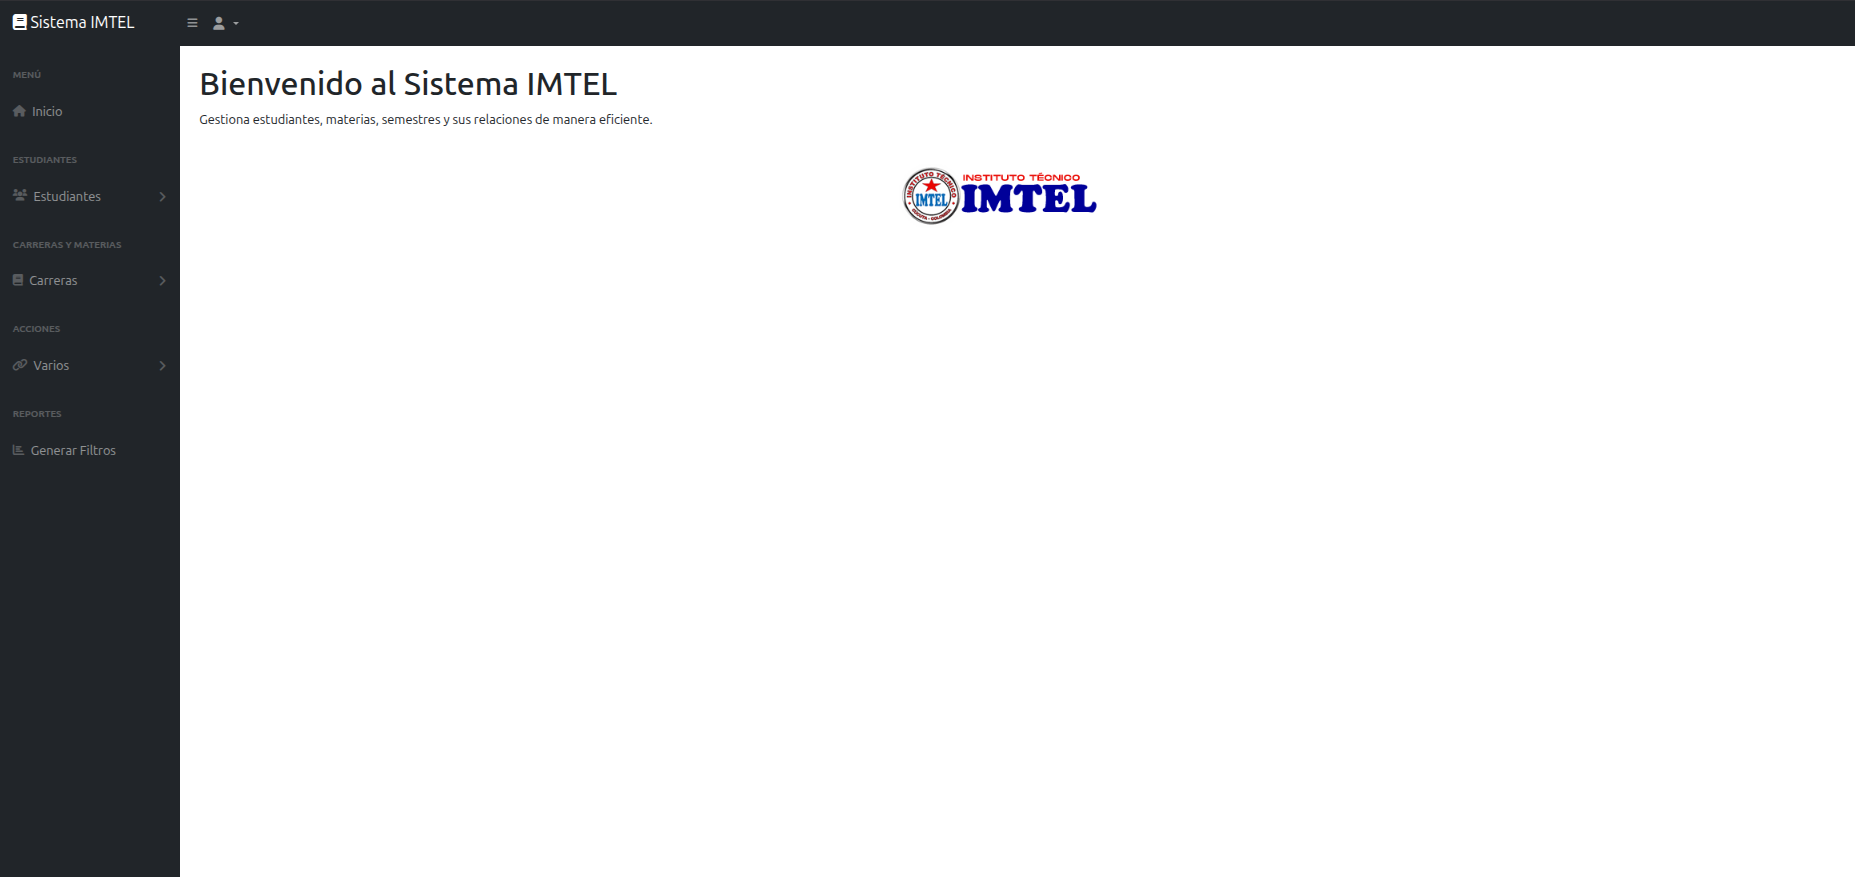 Sistema IMTEL
MENÚ
Inicio
ESTUDIANTES
Estudiantes
CARRERAS Y MATERIAS
Carreras
ACCIONES
Varios
REPORTES
Generar Filtros
Bienvenido al Sistema IMTEL
Gestiona estudiantes, materias, semestres y sus relaciones de manera eficiente.
INSTITUTO TÉCNICO
IMTEL
INSTITUTO TÉCNICO
IMTEL